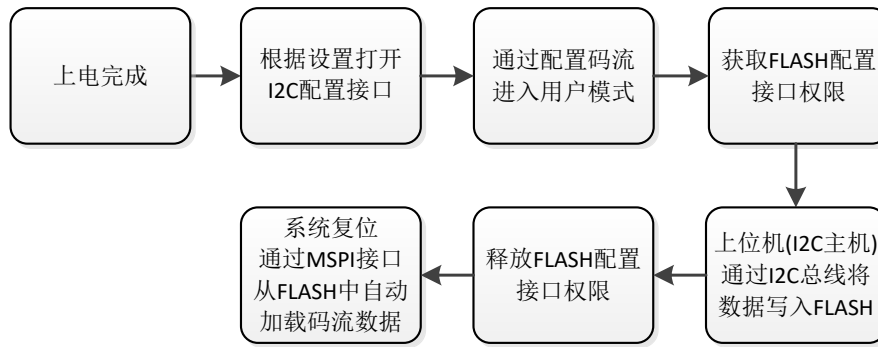 上电完成
根据设置打开
I2C配置接口
通过配置码流
进入用户模式
获取FLASH配置
接口权限
上位机(I2C主机)
通过I2C总线将
数据写入FLASH
释放FLASH配置
接口权限
系统复位
通过MSPI接口
从FLASH中自动
加载码流数据